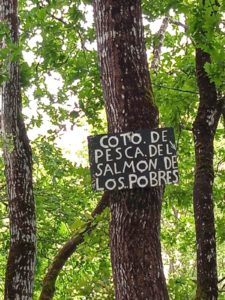 COTO. DE
PESCA. DEL
SALMON DE
LOS. POBRES